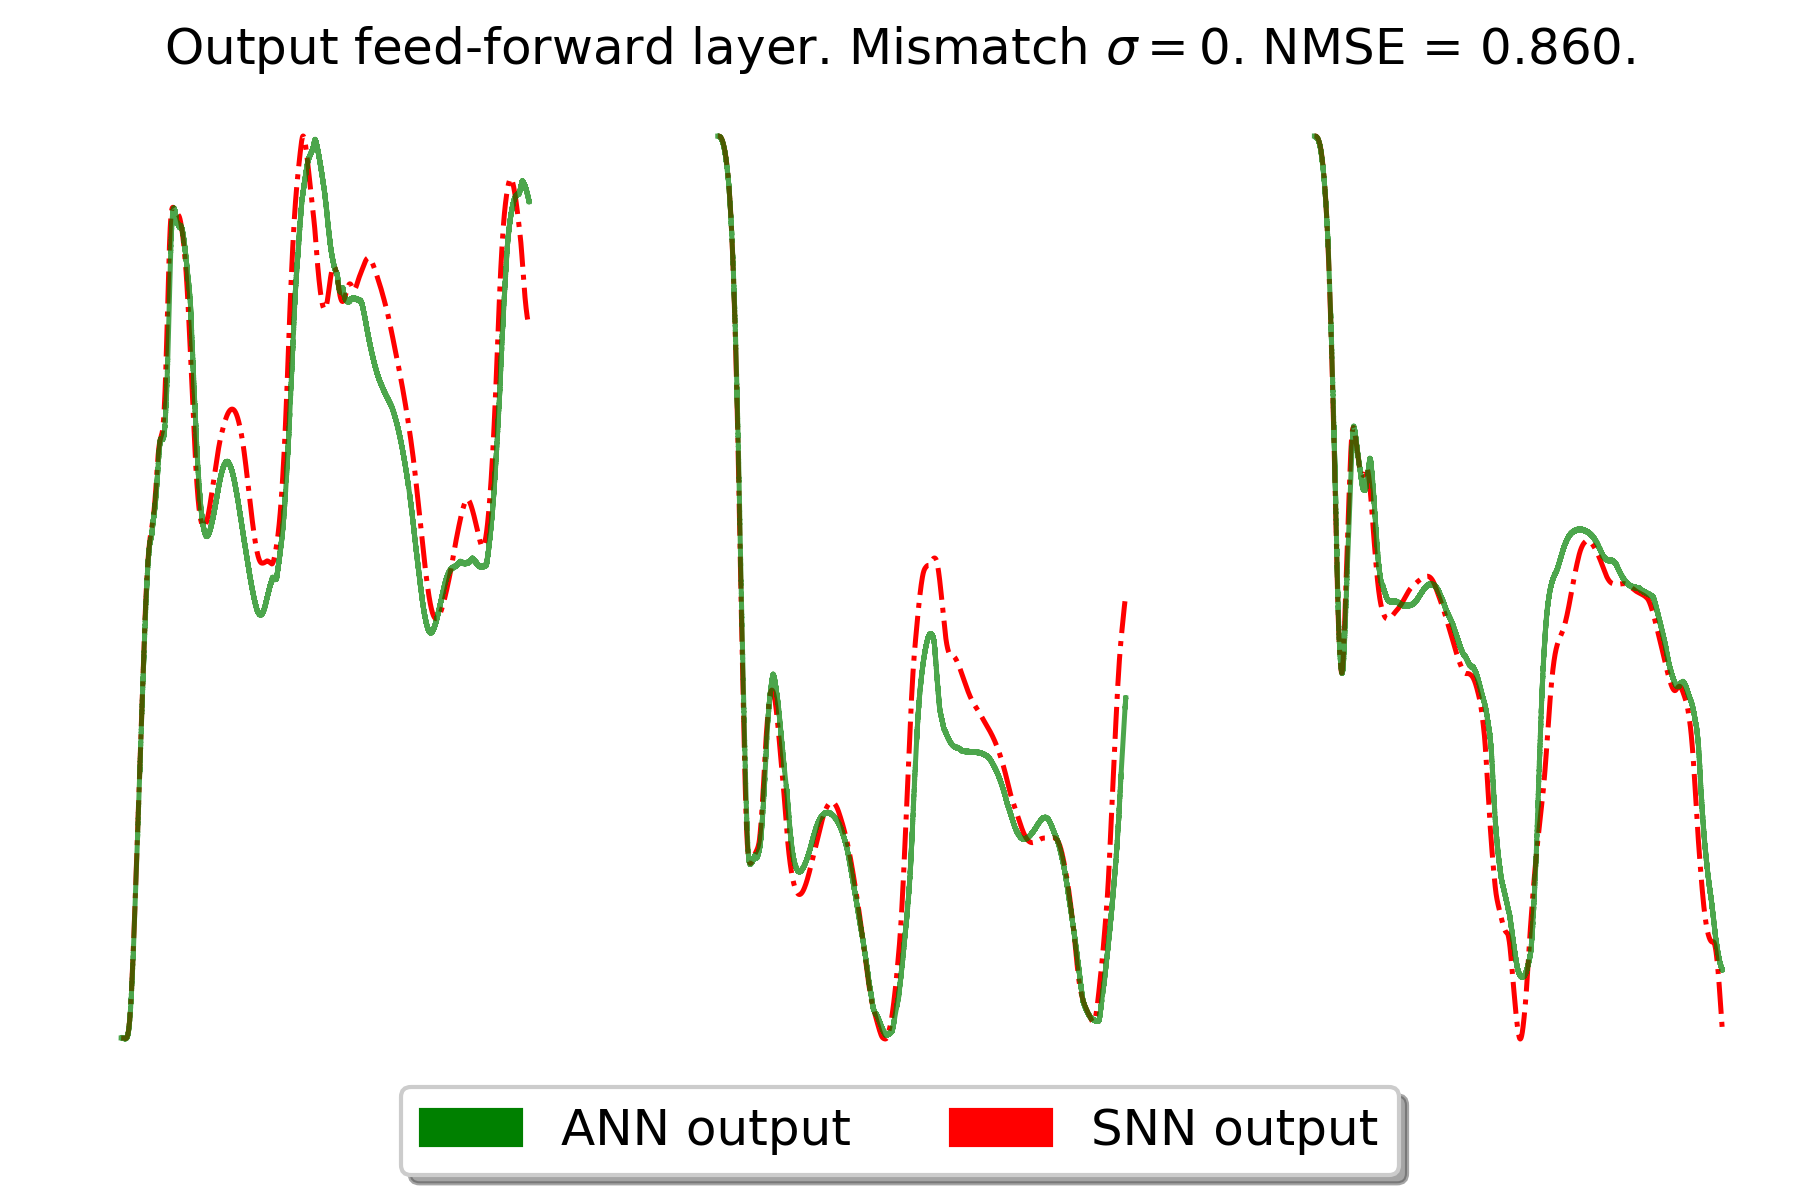 Output feed-forward layer. Mismatch σ = 0. NMSE = 0.860.
ANN output
SNN output